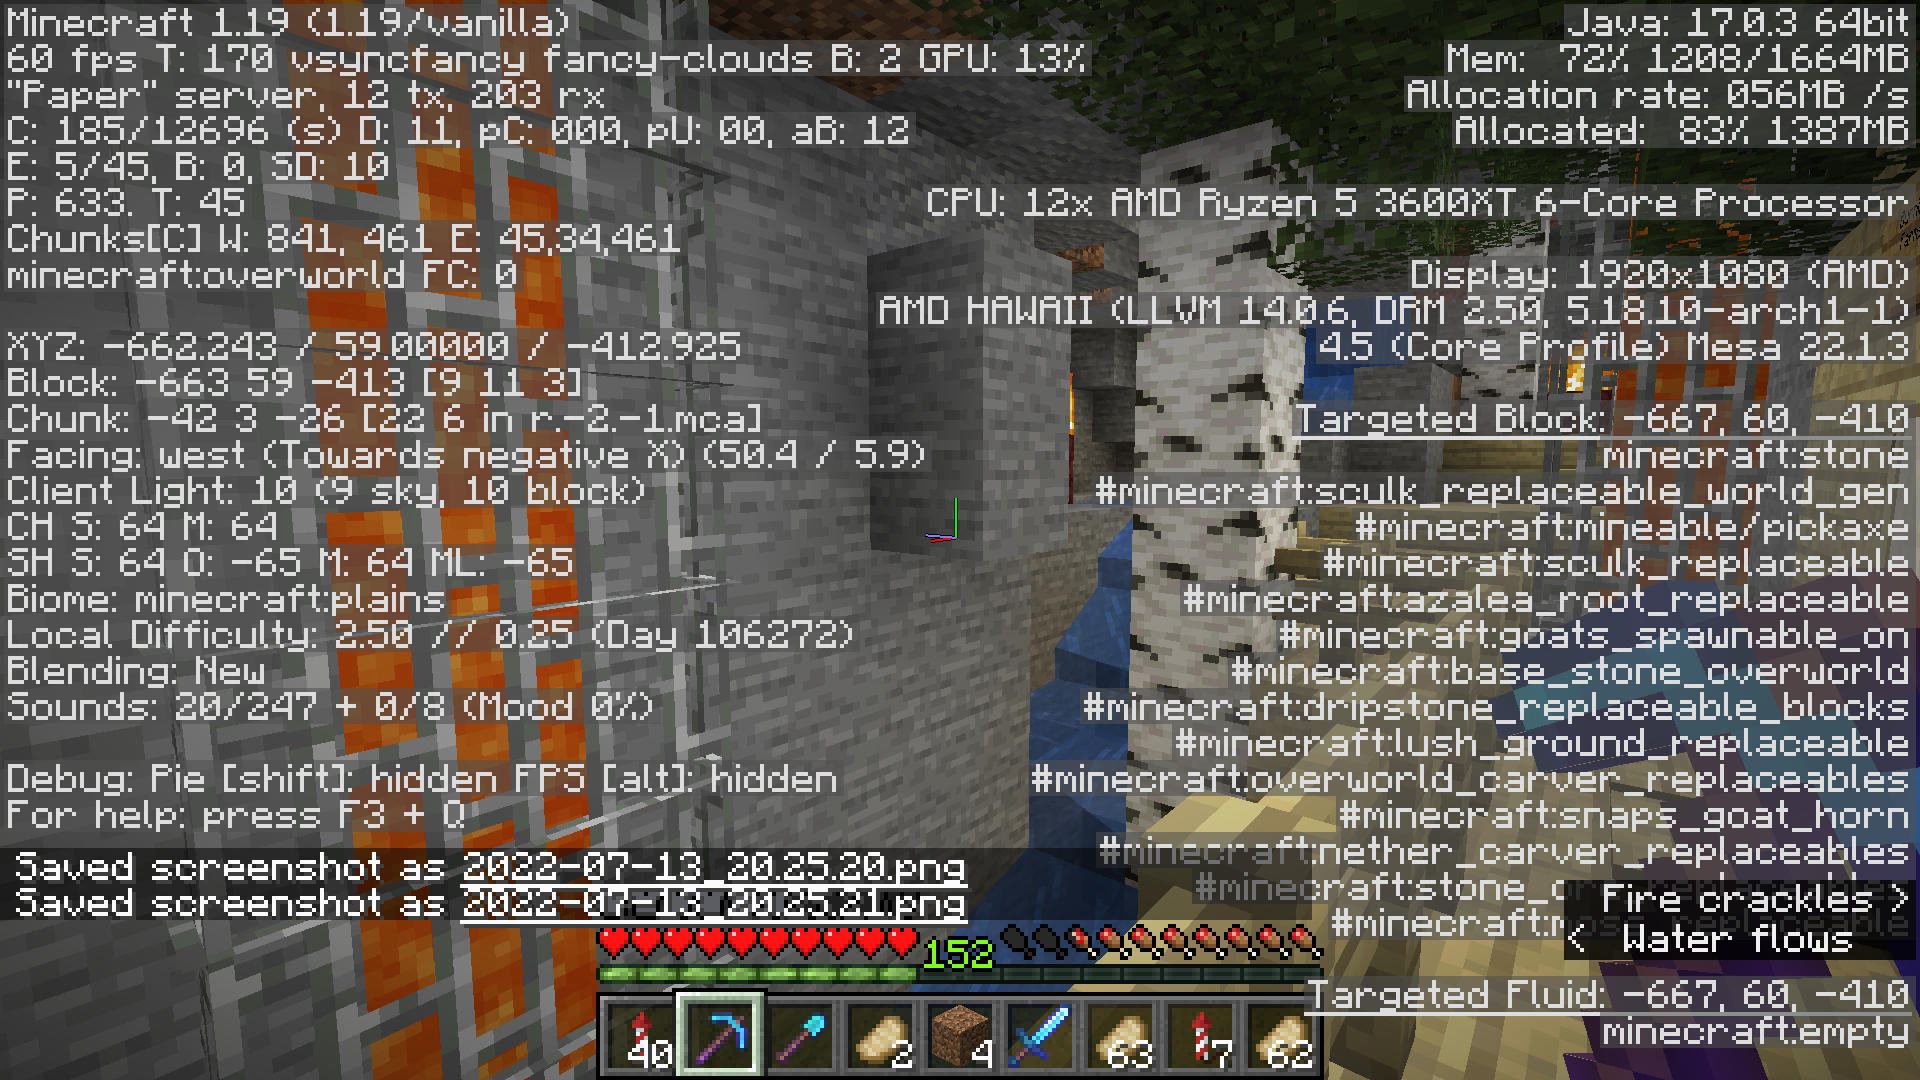 Minecraft 1.19 (1.19/vanilla)
60 fps T: 170 vsyncfancy fancy-clouds B: 2 GPU: 13%
"Paper" server, 12 tx, 203 rx
C: 185/12696 (s) D: 11, pC: 000, pU: 00, aB: 12
E: 5/45, B: 0, SD: 10
P: 633. T: 45
Chunks[C] W: 841, 461 E: 45,34,461
minecraft:overworld FC: 0
XYZ: -662.243 / 59.00000 / -412.925
Block: -663 59 -413 [9 11 3]
Chunk: -42 3 -26 [22 6 in r.-2.-1.mca]
Facing: west (Towards negative X) (50.4 / 5.9)
Client Light: 10 (9 sky, 10 block)
CH S: 64 M: 64
SH S: 64 O: -65 M: 64 ML: -65
Biome: minecraft:plains
Local Difficulty: 2.50 // 0.25 (Day 106272)
Blending: New
Sounds: 20/247 + 0/8 (Mood 0%)
Debug: Pie [shift]: hidden FPS [alt]: hidden
For help: press F3 + Q
Saved screenshot as 2022-07-13_20.25.20.png
Saved screenshot as 2022-07-13_20.25.21.png
Java: 17.0.3 64bit
Mem: 72% 1208/1664MB
Allocation rate: 056MB /s
Allocated: 83% 1387MB
CPU: 12x AMD Ryzen 5 3600XT 6-Core Processor
Display: 1920x1080 (AMD)
AMD HAWAII (LLVM 14.0.6, DRM 2.50, 5.18.10-arch1-1)
4.5 (Core Profile) Mesa 22.1.3
Targeted Block: -667, 60, -410
minecraft:stone
#minecraft:sculk_replaceable_world_gen
#minecraft:mineable/pickaxe
#minecraft:sculk_replaceable
#minecraft:azalea_root_replaceable
#minecraft:goats_spawnable_on
#minecraft:base_stone_overworld
#minecraft:dripstone_replaceable_blocks
#minecraft:lush_ground_replaceable
#minecraft:overworld_carver_replaceables
#minecraft:snaps_goat_horn
#minecraft:nether_carver_replaceables
Fire crackles >
< Water flows
Targeted Fluid: -667, 60, -410
minecraft:empty
152
40 2 4 63 7 62